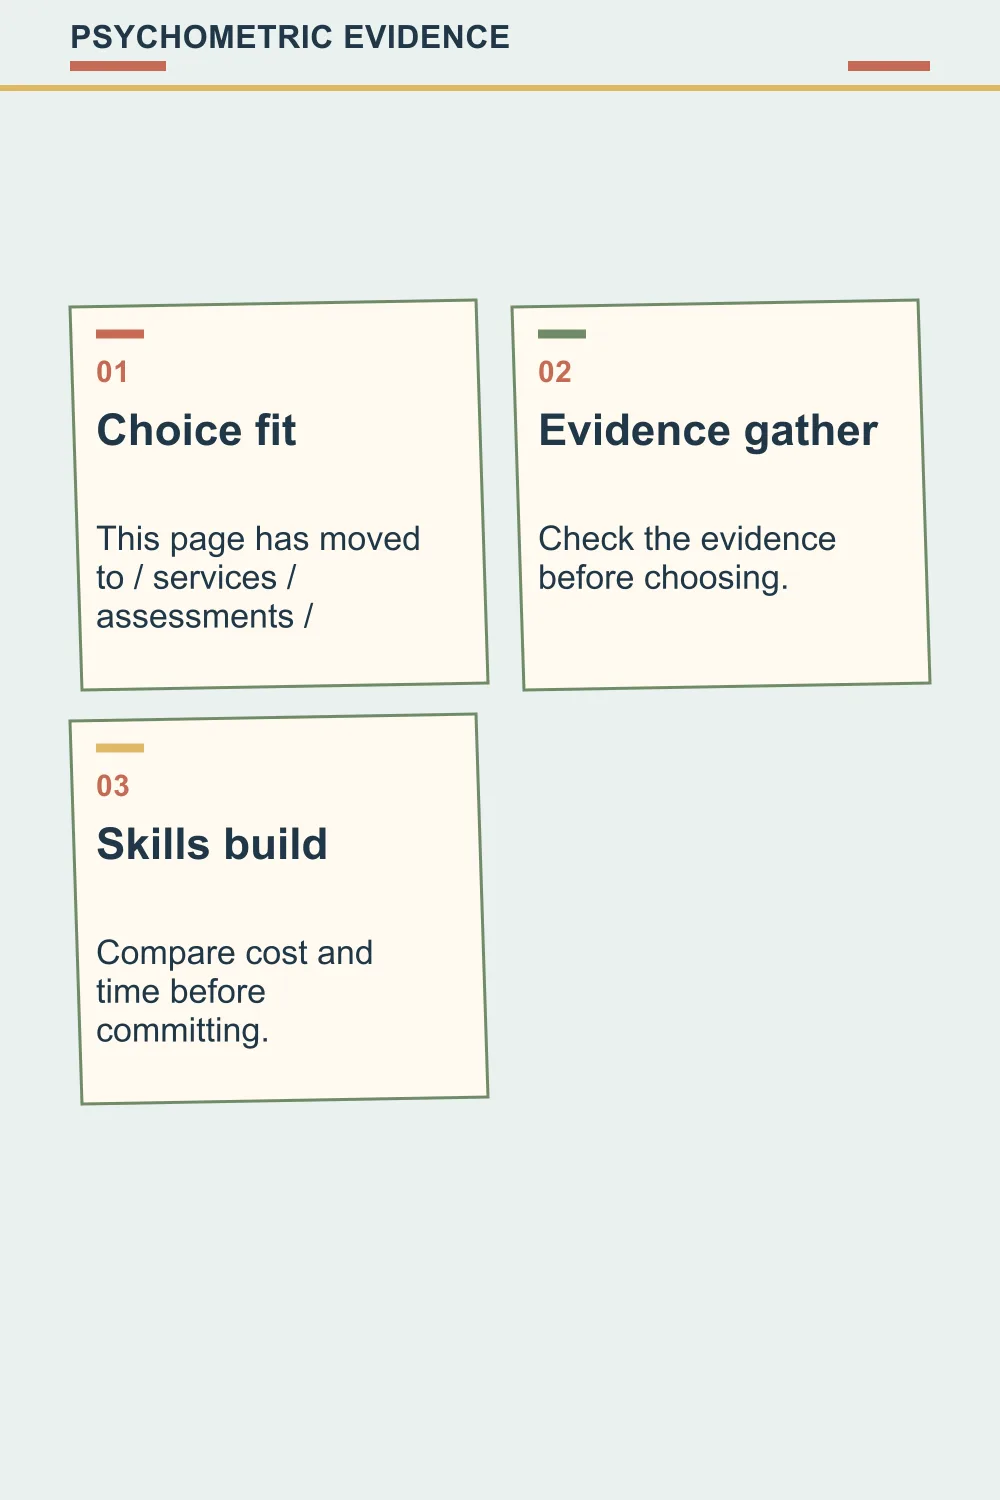 PSYCHOMETRIC EVIDENCE
01
Choice fit
This page has moved
to / services /
assessments /
02
Evidence gather
Check the evidence
before choosing.
03
Skills build
Compare cost and
time before
committing.